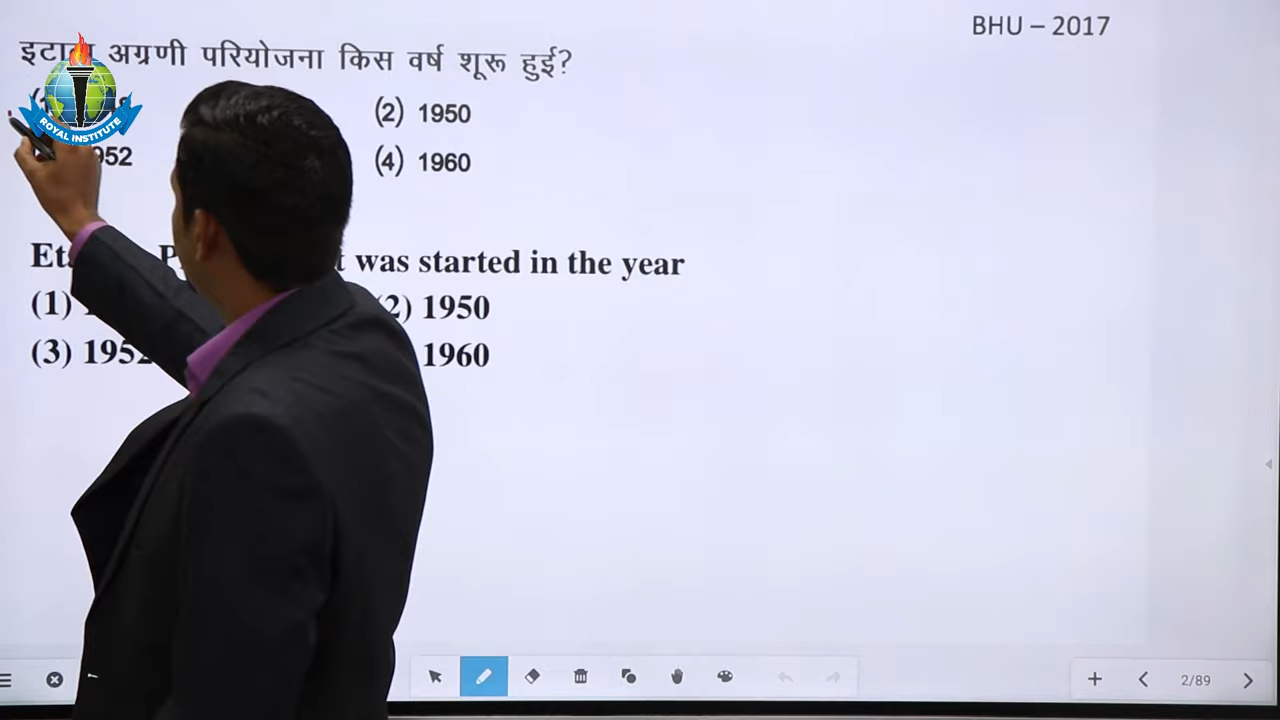 BHU – 2017
अग्रणी परियोजना किस वर्ष शूरू हुई?
(2) 1950
(4) 1960
ROYAL INSTITUTE
was started in the year
(1) (2) 1950
(3) 1952 1960
2/89